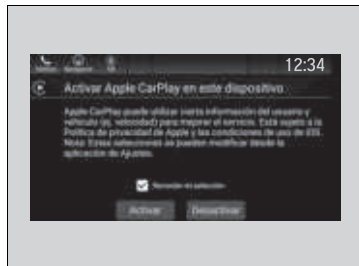 12:34
Activar Apple CarPlay en este dispositivo
Apple CarPlay puede utilizar cierta información del usuario y
vehículo (ej. velocidad) para mejorar el servicio. Está sujeto a la
Política de privacidad de Apple y las condiciones de uso de iOS.
Nota: Estas selecciones se pueden modificar desde la
aplicación de Ajustes.
Recordar mi selección
Activar Desactivar